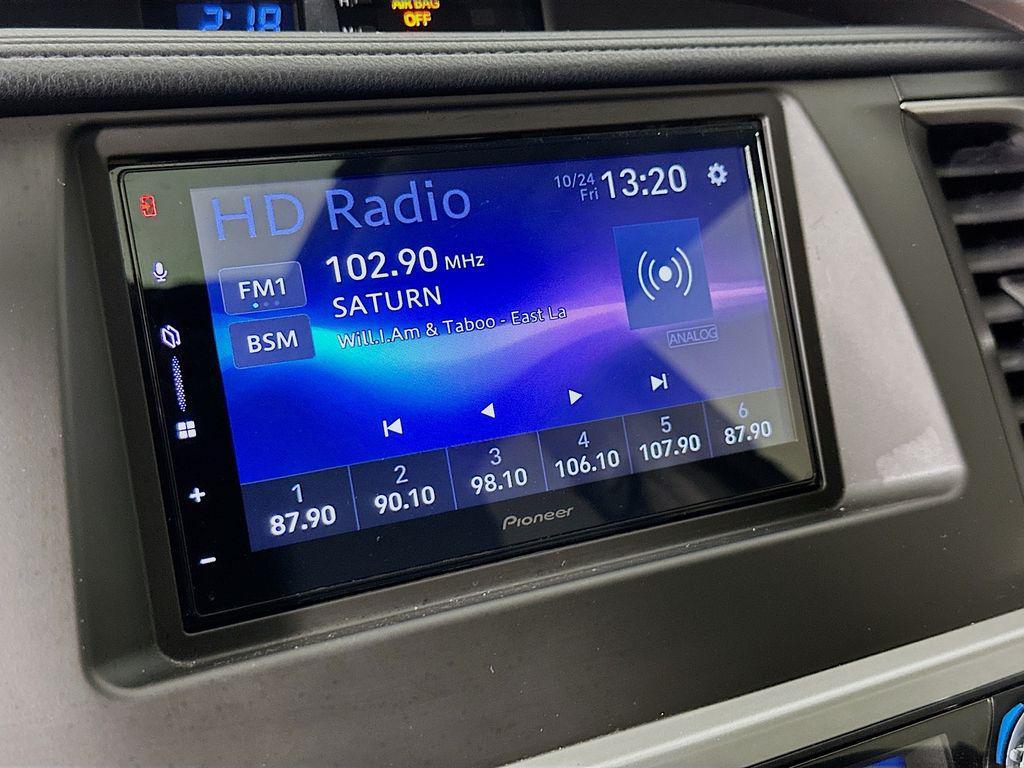 2:18
AIR BAG
OFF
HD Radio
10/24
Fri
13:20
FM1
102.90 MHz
SATURN
BSM
Will.I.Am & Taboo - East La
ANALOG
1
87.90
2
90.10
3
98.10
4
106.10
5
107.90
6
87.90
Pioneer